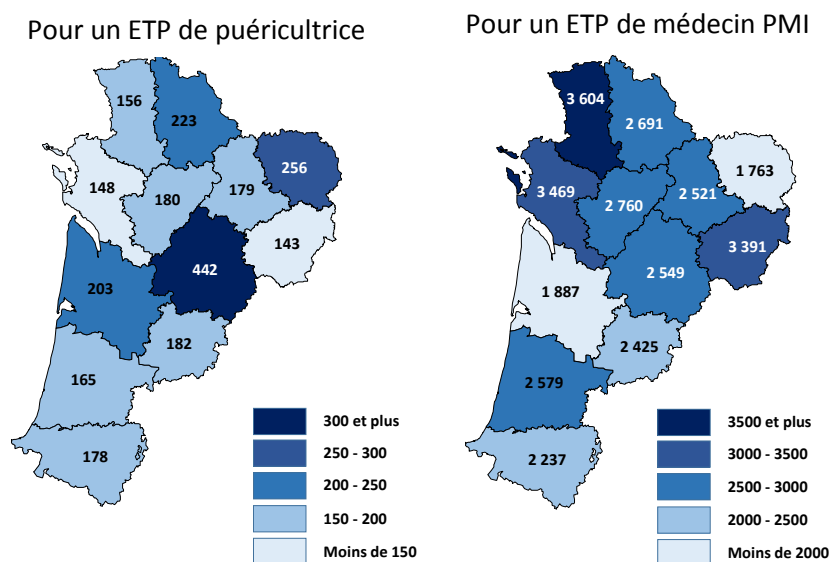 Pour un ETP de puéricultrice
156
223
256
148
180
179
143
442
203
182
165
178
300 et plus
250 - 300
200 - 250
150 - 200
Moins de 150
Pour un ETP de médecin PMI
3 604
2 691
1 763
3 469
2 760
2 521
3 391
2 549
1 887
2 425
2 579
2 237
3500 et plus
3000 - 3500
2500 - 3000
2000 - 2500
Moins de 2000